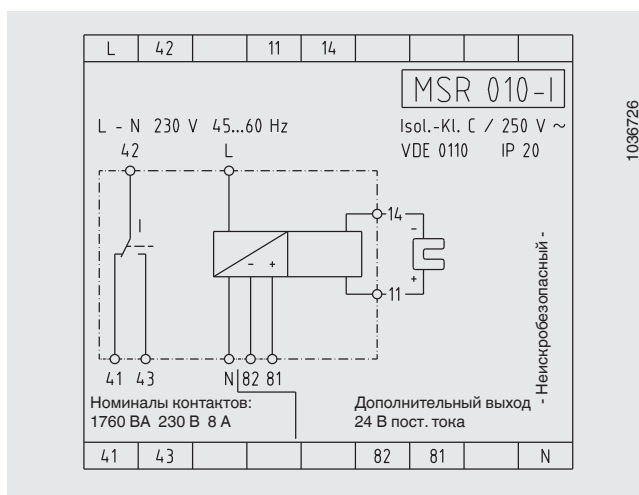 L 42 11 14
MSR 010-I
L - N 230 V 45...60 Hz
Isol.-Kl. C / 250 V ~
VDE 0110 IP 20
42 L
I
14
-
- +
+
11
41 43 N 82 81
Номиналы контактов:
1760 ВА 230 В 8 А
Дополнительный выход
24 В пост. тока
- Неискробезопасный -
41 43 82 81 N
1036726